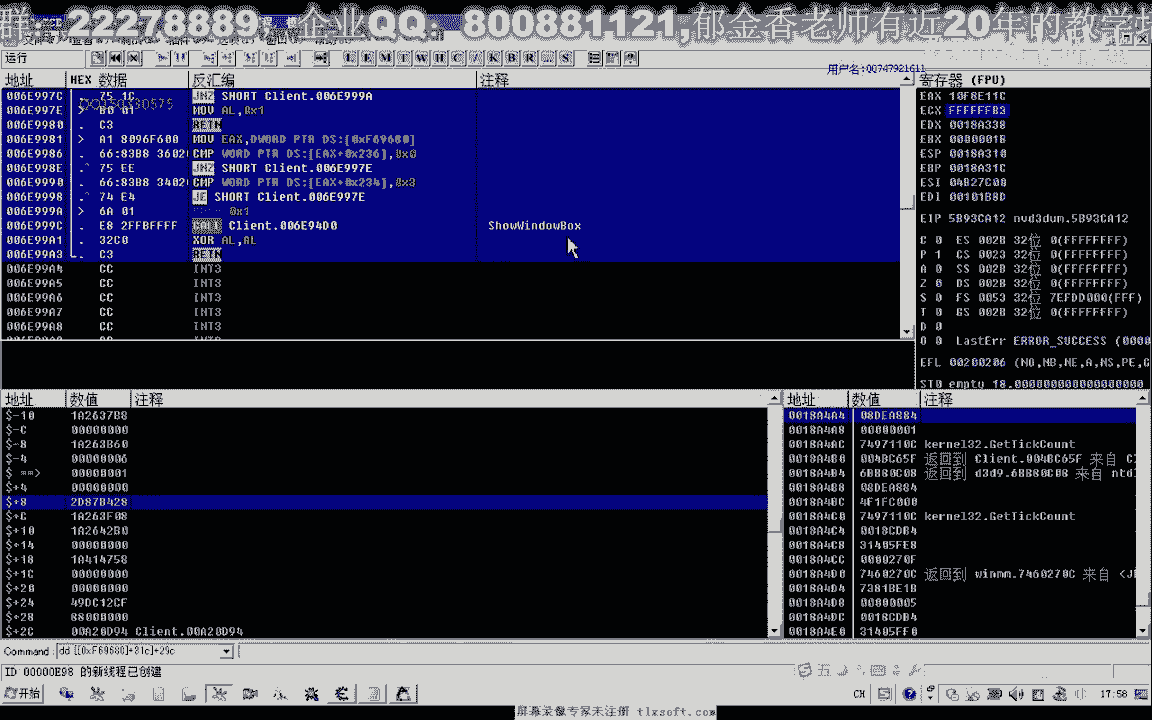 群: 22278889 企业QQ: 800881121,郁金香老师有近20年的教学
运行
L E M T W H C / K B R ... S
用户名:QQ747921611
地址 HEX 数据 反汇编 注释 寄存器 (FPU)
006E997C 75 1C JNZ SHORT Client.006E999A
006E997E > B0 01 MOV AL,0x1
QQ150330575
006E9980 . C3 RETN
006E9981 > A1 8096F600 MOV EAX,DWORD PTR DS:[0xF69680]
006E9986 . 66:83B8 3602 CMP WORD PTR DS:[EAX+0x236],0x0
006E998E .^ 75 EE JNZ SHORT Client.006E997E
006E9990 . 66:83B8 3402 CMP WORD PTR DS:[EAX+0x234],0x3
006E9998 .^ 74 E4 JE SHORT Client.006E997E
006E999A > 6A 01 0x1
006E999C . E8 2FFBFFFF CALL Client.006E94D0 ShowWindowBox
006E99A1 . 32C0 XOR AL,AL
006E99A3 . C3 RETN
006E99A4 CC INT3
006E99A5 CC INT3
006E99A6 CC INT3
006E99A7 CC INT3
006E99A8 CC INT3
EAX 10F8E11C
ECX FFFFFFB3
EDX 0018A338
EBX 00000018
ESP 0018A310
EBP 0018A31C
ESI 04B27C08
EDI 00101B8D
EIP 5B93CA12 nvd3dum.5B93CA12
C 0 ES 002B 32位 0(FFFFFFFF)
P 1 CS 0023 32位 0(FFFFFFFF)
A 0 SS 002B 32位 0(FFFFFFFF)
Z 0 DS 002B 32位 0(FFFFFFFF)
S 0 FS 0053 32位 7EFDD000(FFF)
T 0 GS 002B 32位 0(FFFFFFFF)
D 0
O 0 LastErr ERROR_SUCCESS (0000
EFL 00200206 (NO,NB,NE,A,NS,PE,G
ST0 empty 18.000000000000000000
地址 数值 注释
$-10 1A2637B8
$-C 00000000
$-8 1A263B60
$-4 00000006
$ ==> 00000001
$+4 00000000
$+8 2D87B428
$+C 1A263F08
$+10 1A2642B0
$+14 00000000
$+18 1A414758
$+1C 00000000
$+20 00000000
$+24 49DC12CF
$+28 88000000
$+2C 00A20D94 Client.00A20D94
地址 数值 注释
0018A4A4 08DEA884
0018A4A8 00000001
0018A4AC 7497110C kernel32.GetTickCount
0018A4B0 004BC65F 返回到 Client.004BC65F 来自 C
0018A4B4 6BB80C08 返回到 d3d9.6BB80C08 来自 ntd
0018A4B8 08DEA884
0018A4BC 4F1FC000
0018A4C0 7497110C kernel32.GetTickCount
0018A4C4 0018CDB4
0018A4C8 31405FE8
0018A4CC 0000270F
0018A4D0 7460270C 返回到 winmm.7460270C 来自 <J
0018A4D4 7381BE1B
0018A4D8 00000005
0018A4DC 0018CDB4
0018A4E0 31405FF0
Command : dd [[0xF69680]+31c]+29c
ID 00000E98 的新线程已创建
五
开始
CH
17:58
屏幕录像专家未注册 tlxsoft.com